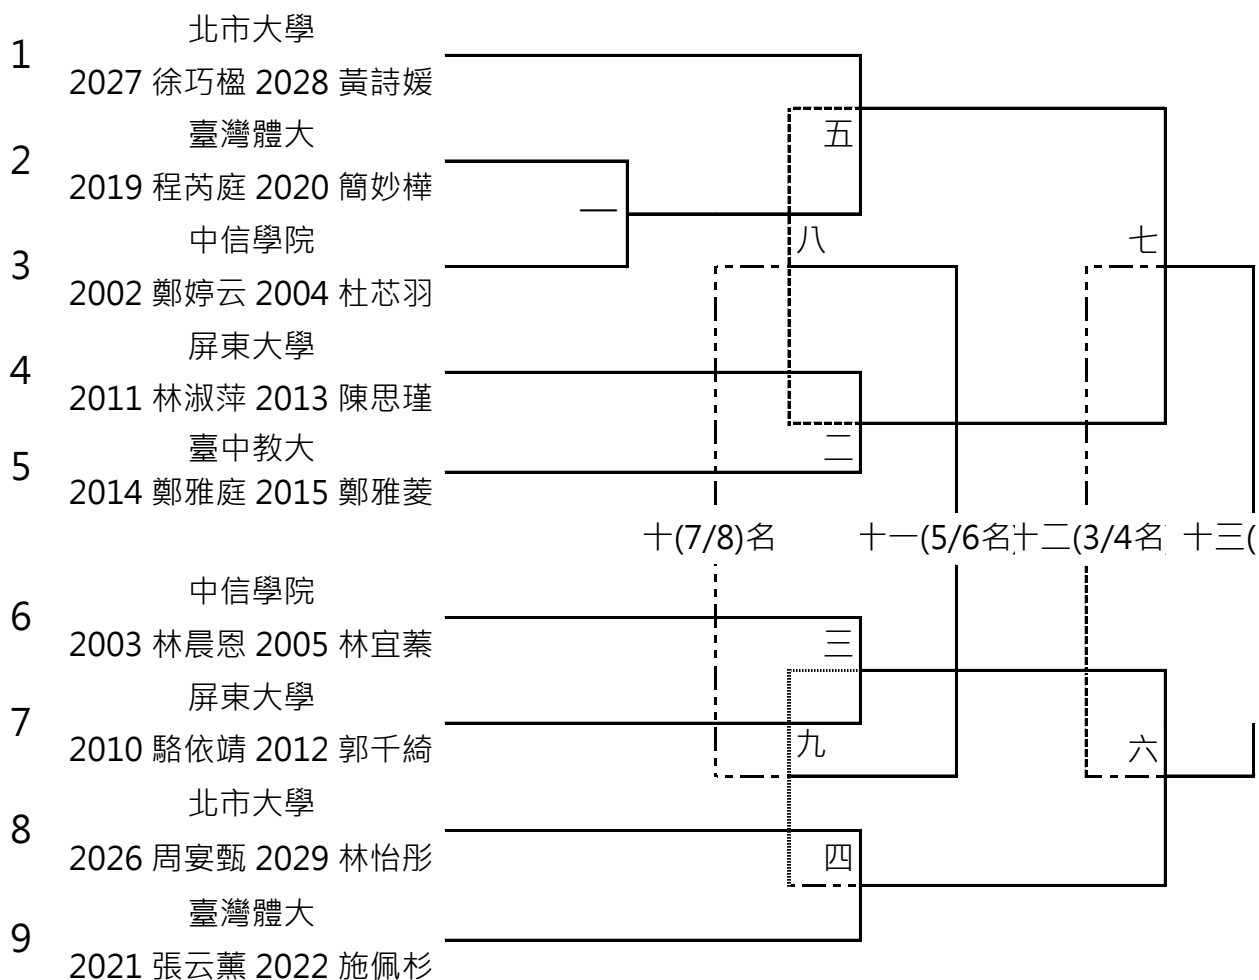 北市大學
1
2027 徐巧楹 2028 黃詩媛
臺灣體大
五
2
2019 程芮庭 2020 簡妙樺
一
中信學院
八
七
3
2002 鄭婷云 2004 杜芯羽
屏東大學
4
2011 林淑萍 2013 陳思瑾
臺中教大
二
5
2014 鄭雅庭 2015 鄭雅菱
十(7/8)名 十一(5/6名) 十二(3/4名 十三(
中信學院
6
2003 林晨恩 2005 林宜蓁
三
屏東大學
7
2010 駱依靖 2012 郭千綺
九
六
北市大學
8
2026 周宴甄 2029 林怡彤
四
臺灣體大
9
2021 張云薰 2022 施佩杉